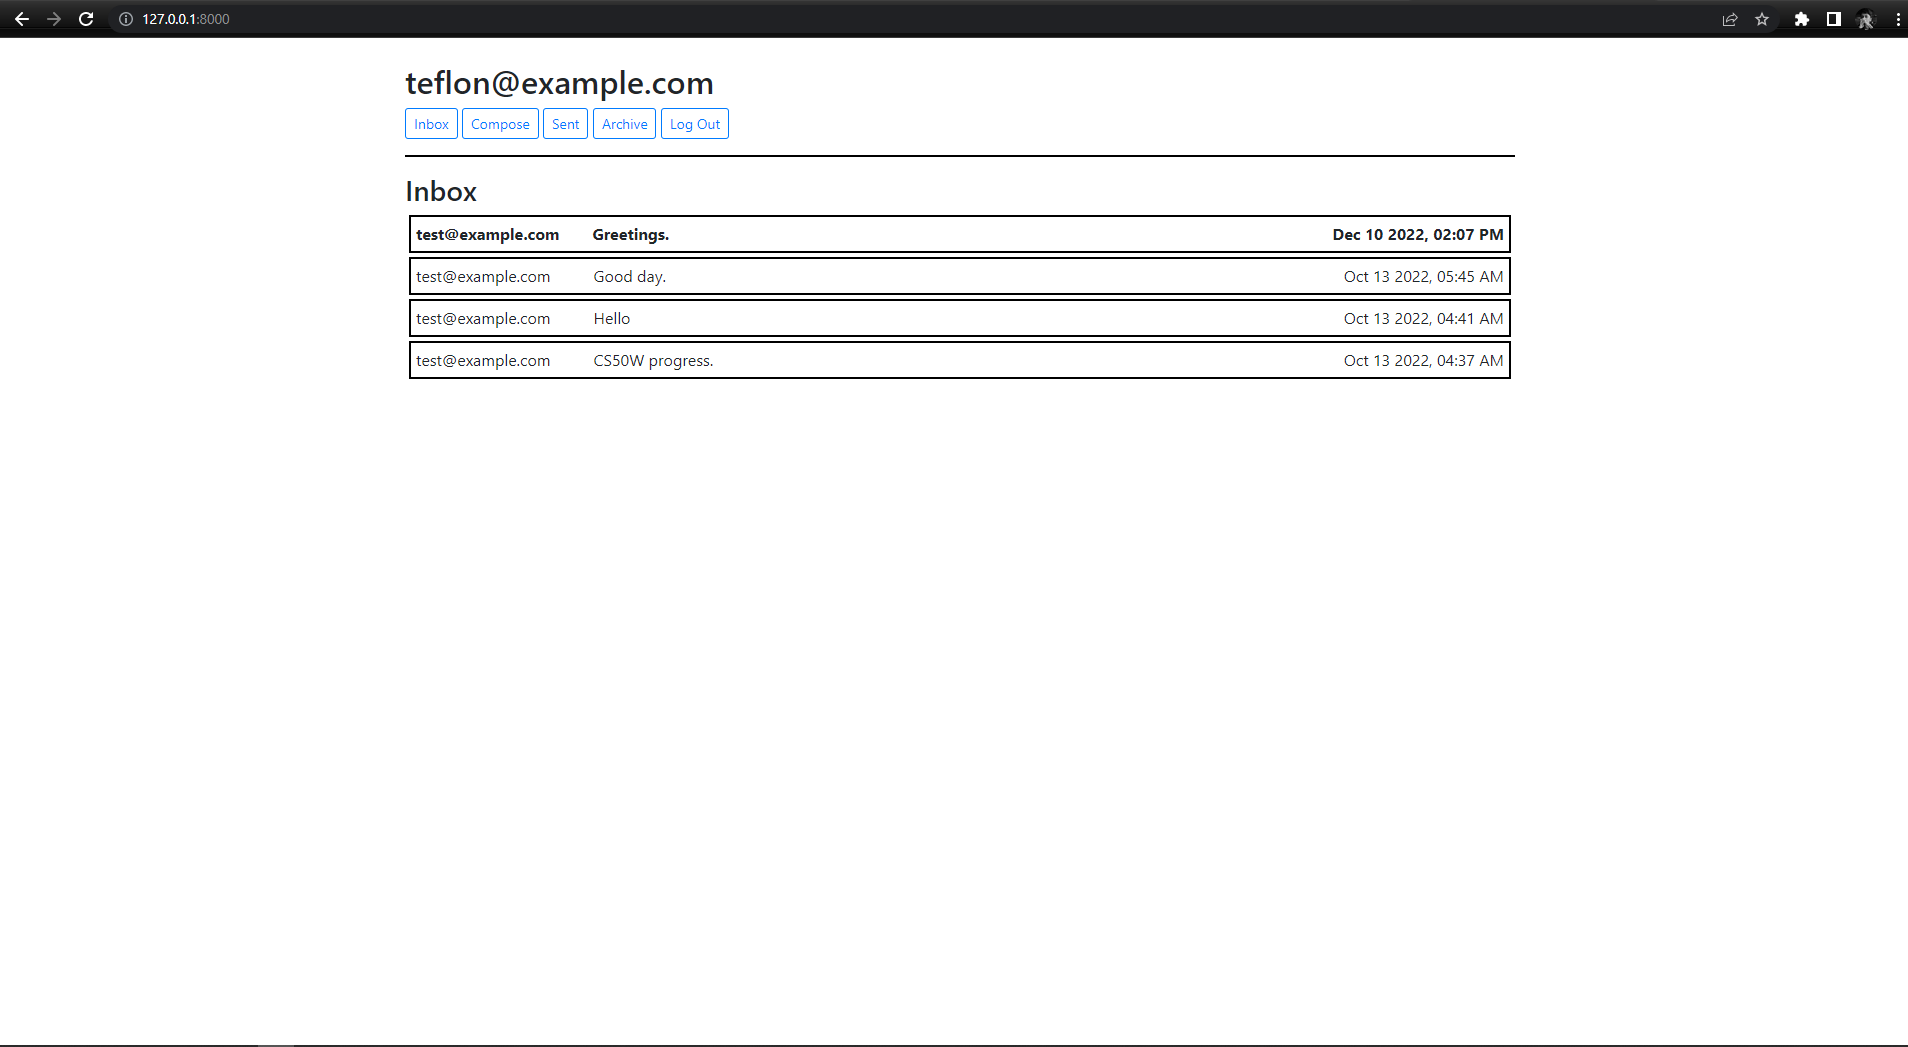 127.0.0.1:8000
teflon@example.com
Inbox Compose Sent Archive Log Out
Inbox
test@example.com Greetings. Dec 10 2022, 02:07 PM
test@example.com Good day. Oct 13 2022, 05:45 AM
test@example.com Hello Oct 13 2022, 04:41 AM
test@example.com CS50W progress. Oct 13 2022, 04:37 AM